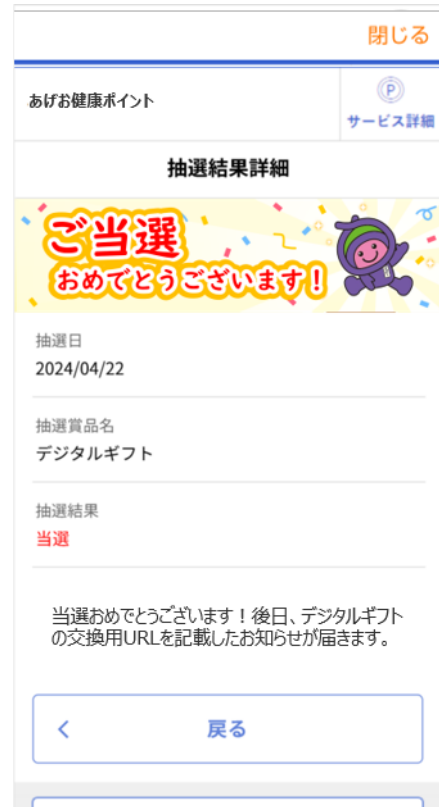 閉じる
あげお健康ポイント
P
サービス詳細
抽選結果詳細
ご当選
おめでとうございます!
抽選日
2024/04/22
抽選賞品名
デジタルギフト
抽選結果
当選
当選おめでとうございます!後日、デジタルギフト
の交換用URLを記載したお知らせが届きます。
戻る